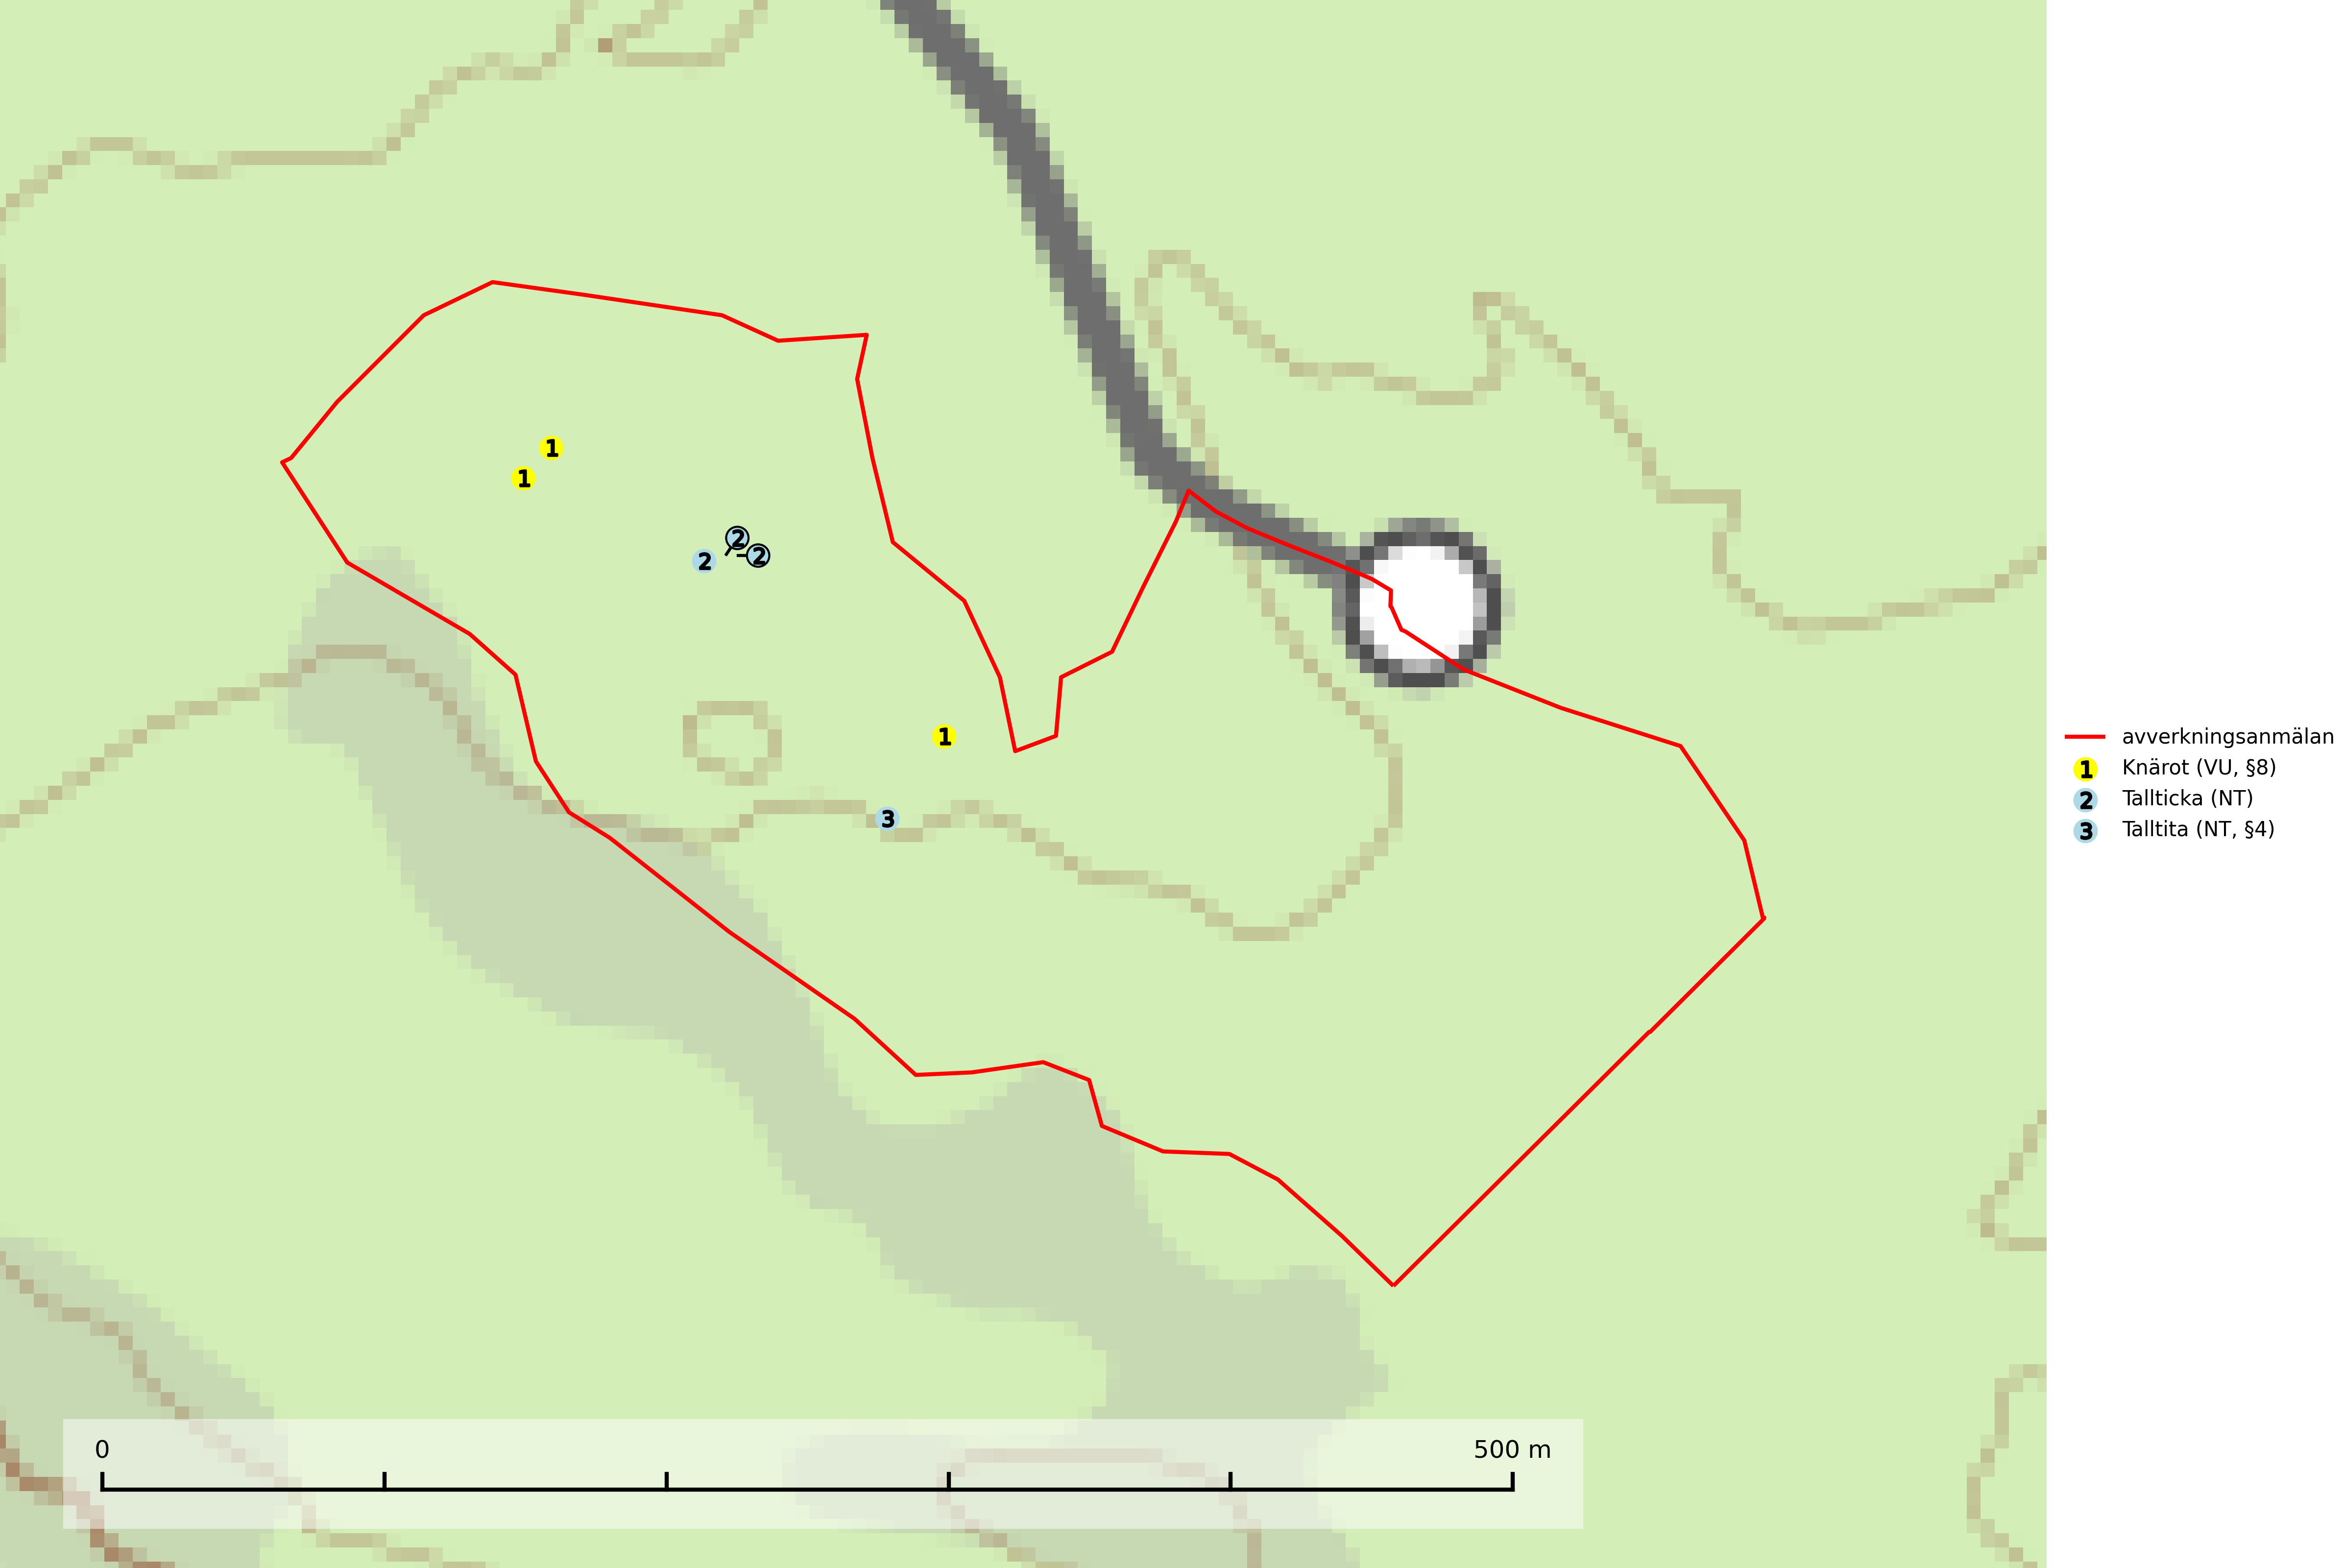 1
1
2
2
2
1
3
avverkningsanmälan
1 Knärot (VU, §8)
2 Tallticka (NT)
3 Talltita (NT, §4)
0 500 m